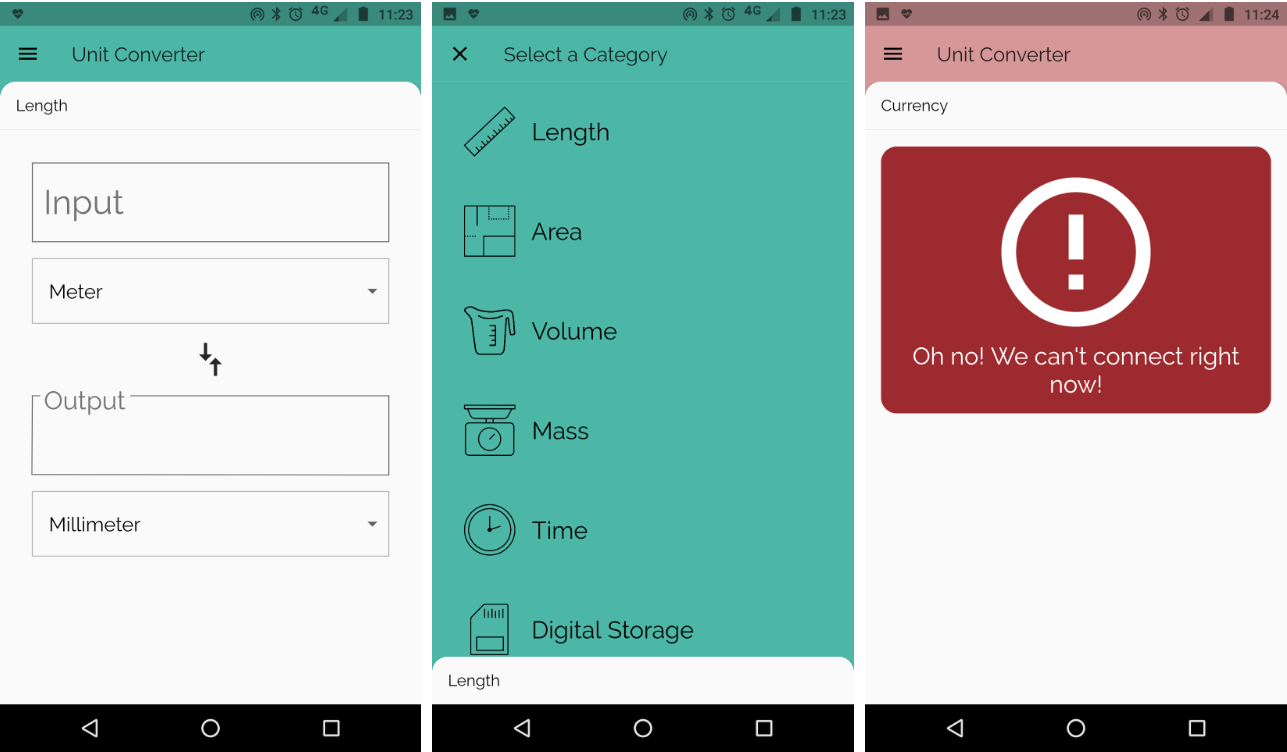 4G 11:23
Unit Converter
Length
Input
Meter
Output
Millimeter
4G 11:23
Select a Category
Length
Area
Volume
Mass
Time
Digital Storage
Length
11:24
Unit Converter
Currency
Oh no! We can't connect right
now!